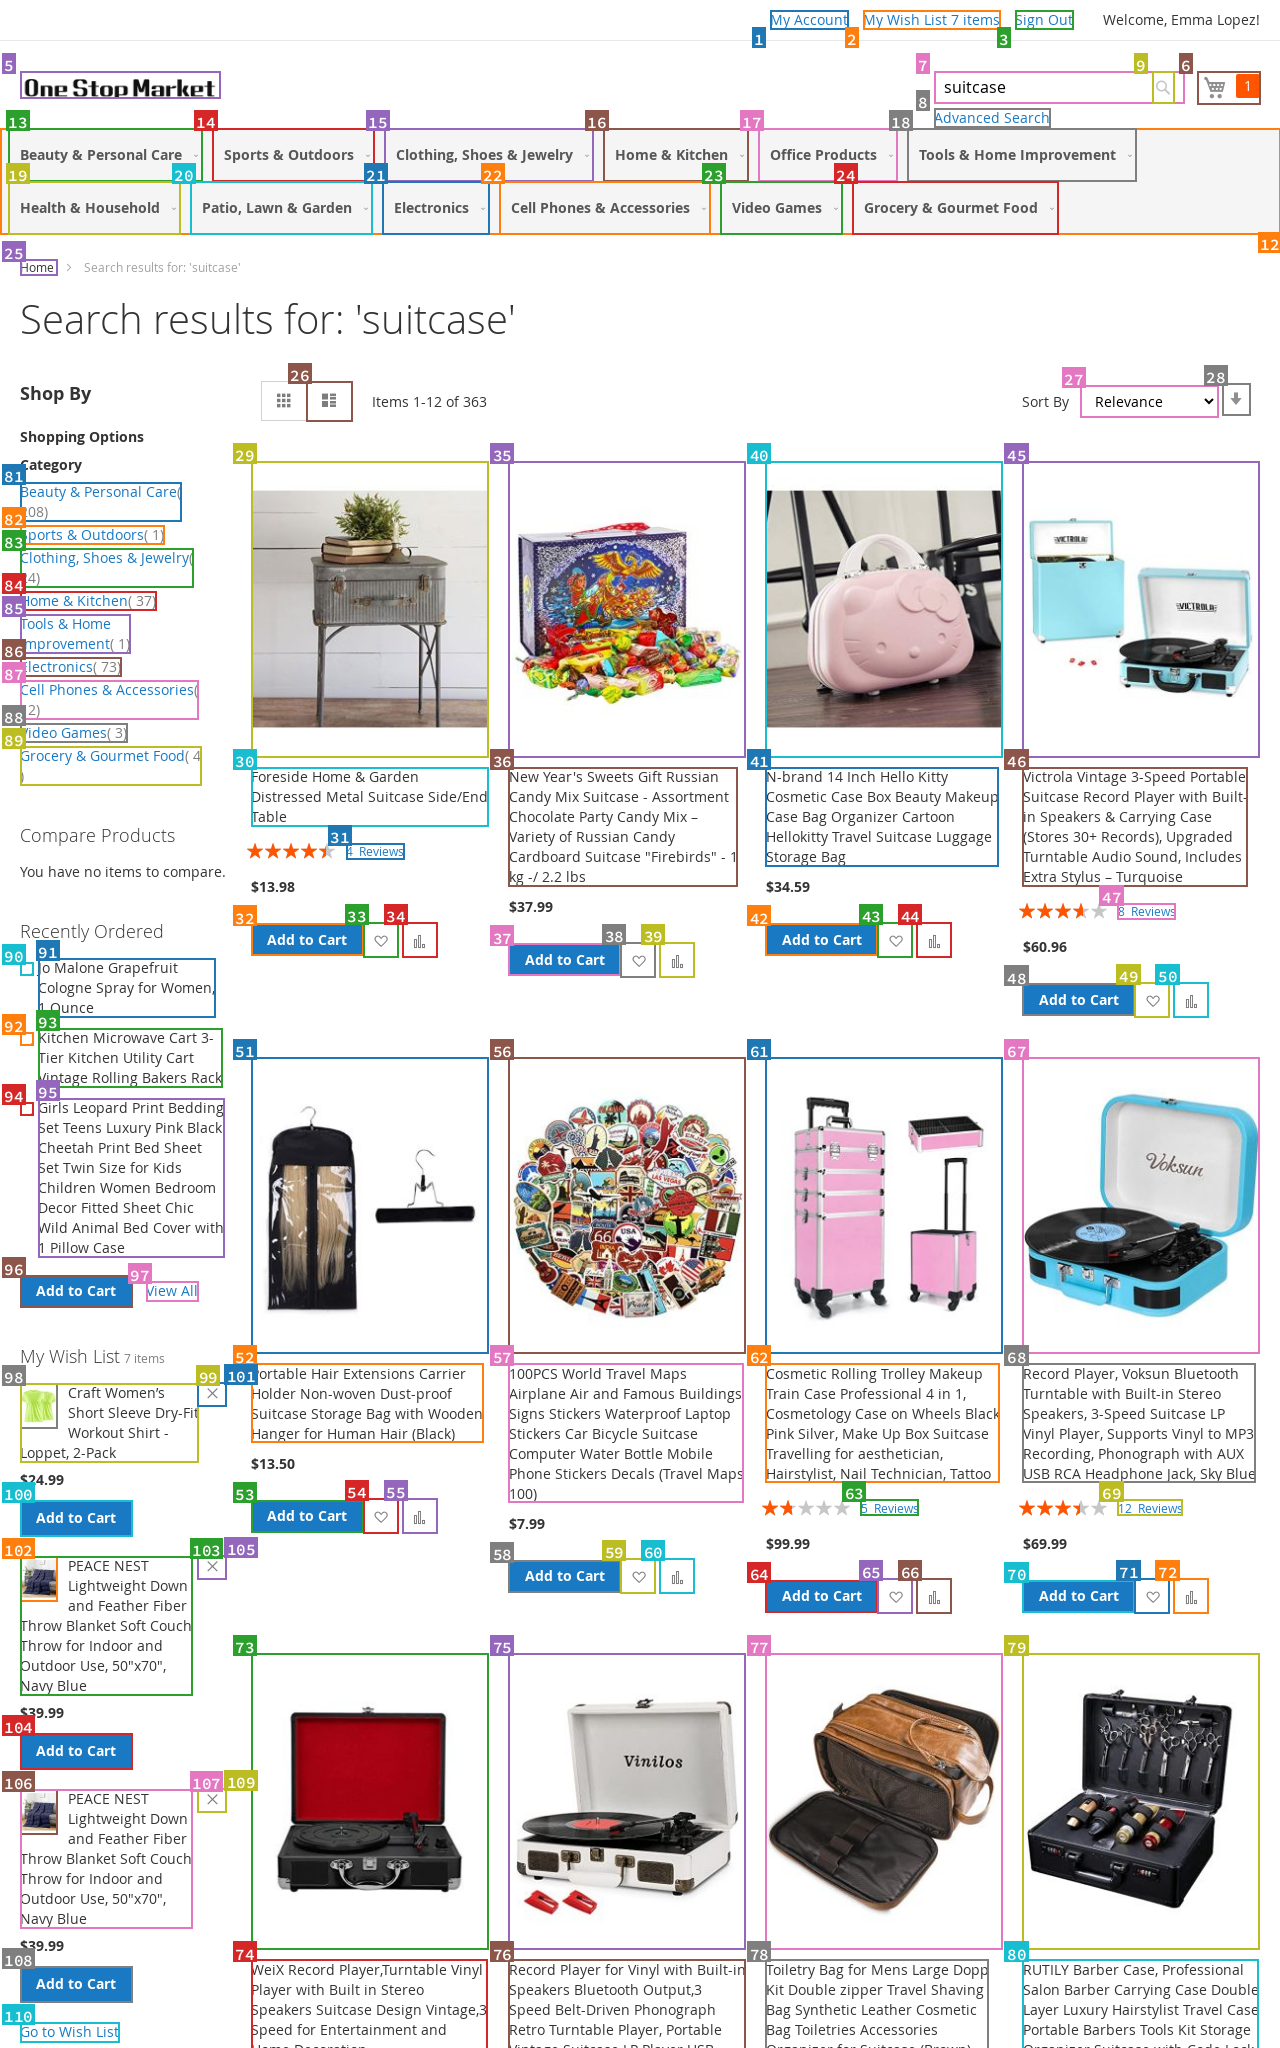 My Account
My Wish List 7 items
Sign Out
Welcome, Emma Lopez!
1
2
3
5
One Stop Market
7
suitcase
9
6
1
8
Advanced Search
13
14
15
16
17
18
Beauty & Personal Care
Sports & Outdoors
Clothing, Shoes & Jewelry
Home & Kitchen
Office Products
Tools & Home Improvement
19
20
21
22
23
24
Health & Household
Patio, Lawn & Garden
Electronics
Cell Phones & Accessories
Video Games
Grocery & Gourmet Food
12
25
Home
Search results for: 'suitcase'
Search results for: 'suitcase'
Shop By
26
Items 1-12 of 363
27
28
Sort By
Relevance
Shopping Options
Category
81
Beauty & Personal Care(
08)
82
ports & Outdoors( 1)
83
Clothing, Shoes & Jewelry(
4)
84
Home & Kitchen( 37)
85
Tools & Home
Improvement( 1)
86
lectronics( 73)
87
Cell Phones & Accessories(
2)
88
Video Games( 3)
89
Grocery & Gourmet Food( 4
)
Compare Products
You have no items to compare.
Recently Ordered
90
91
Jo Malone Grapefruit
Cologne Spray for Women,
1 Ounce
92
93
Kitchen Microwave Cart 3-
Tier Kitchen Utility Cart
Vintage Rolling Bakers Rack
94
95
Girls Leopard Print Bedding
Set Teens Luxury Pink Black
Cheetah Print Bed Sheet
Set Twin Size for Kids
Children Women Bedroom
Decor Fitted Sheet Chic
Wild Animal Bed Cover with
1 Pillow Case
96
Add to Cart
97
View All
My Wish List 7 items
98
99
101
Craft Women's
Short Sleeve Dry-Fit
Workout Shirt -
Loppet, 2-Pack
$24.99
100
Add to Cart
102
103
105
PEACE NEST
Lightweight Down
and Feather Fiber
Throw Blanket Soft Couch
Throw for Indoor and
Outdoor Use, 50"x70",
Navy Blue
$39.99
104
Add to Cart
106
107
109
PEACE NEST
Lightweight Down
and Feather Fiber
Throw Blanket Soft Couch
Throw for Indoor and
Outdoor Use, 50"x70",
Navy Blue
$39.99
108
Add to Cart
110
Go to Wish List
29
30
Foreside Home & Garden
Distressed Metal Suitcase Side/End
Table
31
4 Reviews
$13.98
32
Add to Cart
33
34
35
36
New Year's Sweets Gift Russian
Candy Mix Suitcase - Assortment
Chocolate Party Candy Mix –
Variety of Russian Candy
Cardboard Suitcase "Firebirds" - 1
kg -/ 2.2 lbs
$37.99
37
Add to Cart
38
39
40
41
N-brand 14 Inch Hello Kitty
Cosmetic Case Box Beauty Makeup
Case Bag Organizer Cartoon
Hellokitty Travel Suitcase Luggage
Storage Bag
$34.59
42
Add to Cart
43
44
45
VICTROLA
VICTROLA
46
Victrola Vintage 3-Speed Portable
Suitcase Record Player with Built-
in Speakers & Carrying Case
(Stores 30+ Records), Upgraded
Turntable Audio Sound, Includes
Extra Stylus – Turquoise
47
8 Reviews
$60.96
48
Add to Cart
49
50
51
52
Portable Hair Extensions Carrier
Holder Non-woven Dust-proof
Suitcase Storage Bag with Wooden
Hanger for Human Hair (Black)
$13.50
53
Add to Cart
54
55
56
57
100PCS World Travel Maps
Airplane Air and Famous Buildings
Signs Stickers Waterproof Laptop
Stickers Car Bicycle Suitcase
Computer Water Bottle Mobile
Phone Stickers Decals (Travel Maps
100)
$7.99
58
Add to Cart
59
60
61
62
Cosmetic Rolling Trolley Makeup
Train Case Professional 4 in 1,
Cosmetology Case on Wheels Black
Pink Silver, Make Up Box Suitcase
Travelling for aesthetician,
Hairstylist, Nail Technician, Tattoo
63
5 Reviews
$99.99
64
Add to Cart
65
66
67
Voksun
68
Record Player, Voksun Bluetooth
Turntable with Built-in Stereo
Speakers, 3-Speed Suitcase LP
Vinyl Player, Supports Vinyl to MP3
Recording, Phonograph with AUX
USB RCA Headphone Jack, Sky Blue
69
12 Reviews
$69.99
70
Add to Cart
71
72
73
74
WeiX Record Player,Turntable Vinyl
Player with Built in Stereo
Speakers Suitcase Design Vintage,3
Speed for Entertainment and
Home Decoration
75
Vinilos
76
Record Player for Vinyl with Built-in
Speakers Bluetooth Output,3
Speed Belt-Driven Phonograph
Retro Turntable Player, Portable
Vintage Suitcase LP Player USB
77
78
Toiletry Bag for Mens Large Dopp
Kit Double zipper Travel Shaving
Bag Synthetic Leather Cosmetic
Bag Toiletries Accessories
Organizer for Suitcase (Brown)
79
80
RUTILY Barber Case, Professional
Salon Barber Carrying Case Double
Layer Luxury Hairstylist Travel Case
Portable Barbers Tools Kit Storage
Organizer Suitcase with Code Lock